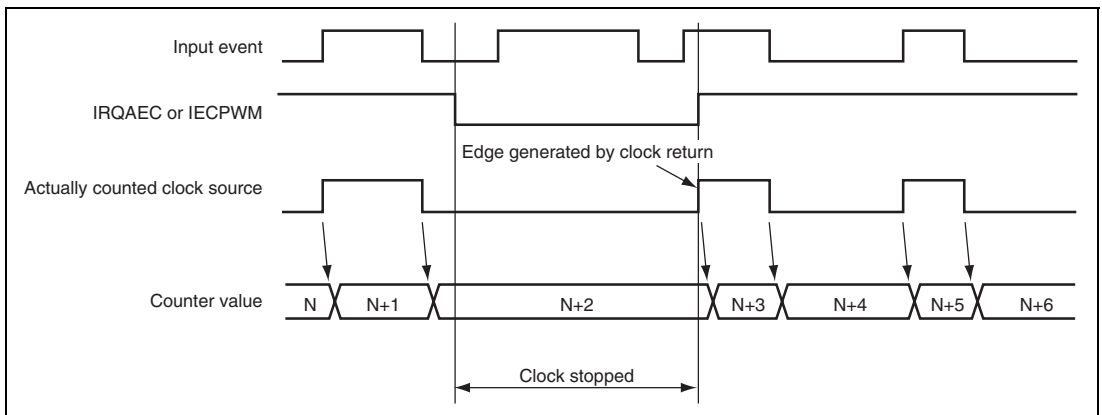 Input event
IRQAEC or IECPWM
Edge generated by clock return
Actually counted clock source
Counter value N N+1 N+2 N+3 N+4 N+5 N+6
Clock stopped